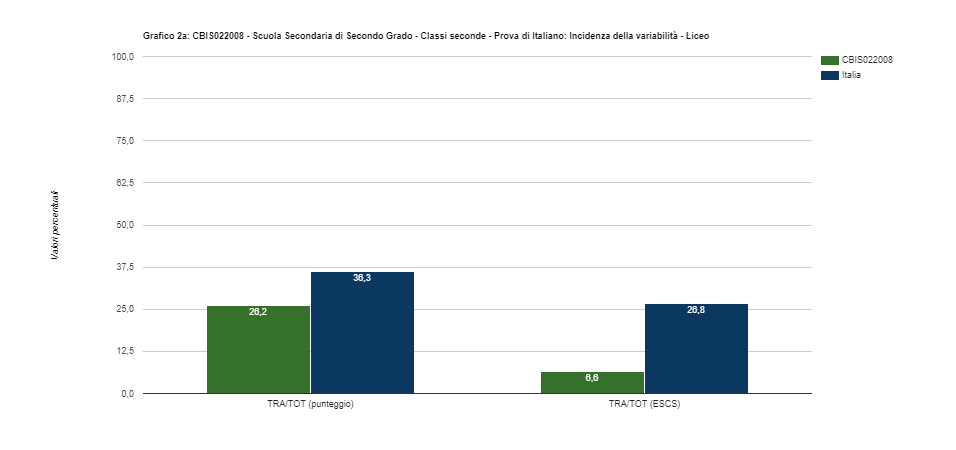 Grafico 2a: CBIS022008 - Scuola Secondaria di Secondo Grado - Classi seconde - Prova di Italiano: Incidenza della variabilità - Liceo
CBIS022008
Italia
Valori percentuali
100,0
87,5
75,0
62,5
50,0
37,5
25,0
12,5
0,0
26,2
36,3
6,6
26,8
TRA/TOT (punteggio)
TRA/TOT (ESCS)